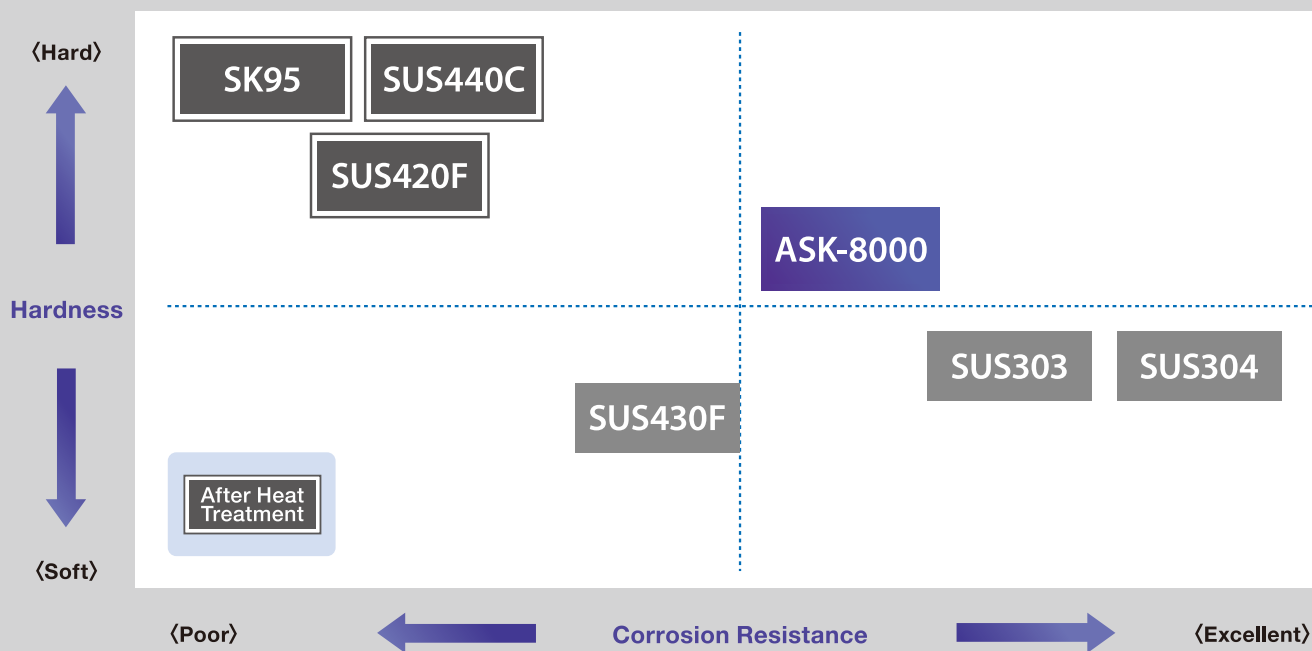 〈Hard〉
SK95
SUS440C
SUS420F
ASK-8000
Hardness
SUS303
SUS304
SUS430F
After Heat
Treatment
〈Soft〉
〈Poor〉
Corrosion Resistance
〈Excellent〉